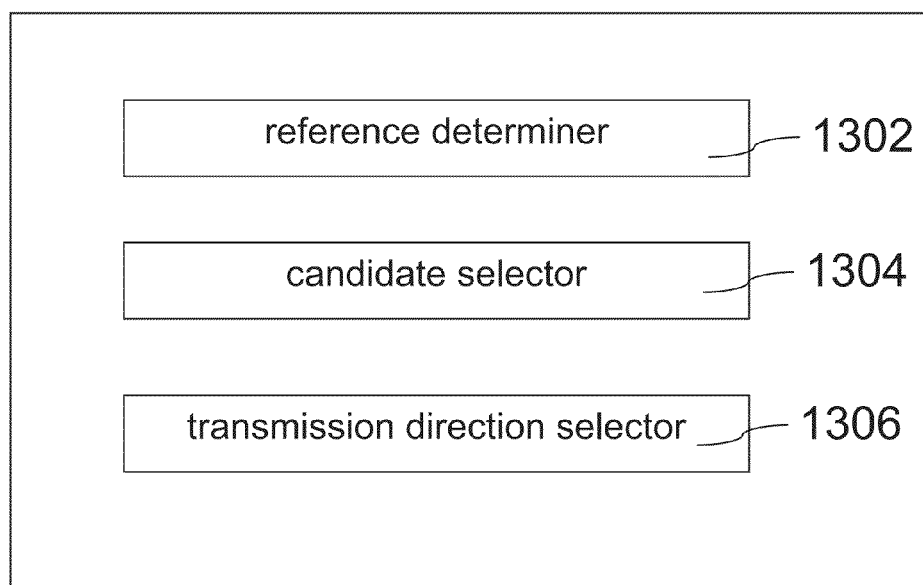 reference determiner
1302
candidate selector
1304
transmission direction selector
1306